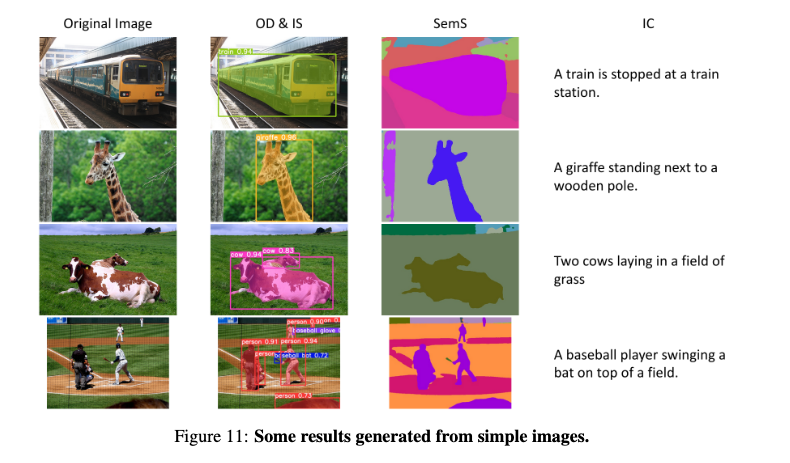 Original Image OD & IS SemS IC
train 0.94
A train is stopped at a train
station.
giraffe 0.96
A giraffe standing next to a
wooden pole.
cow 0.94 cow 0.83
Two cows laying in a field of
grass
person 0.90
baseball glove
person 0.91 person 0.94
person baseball bat 0.72
person 0.73
A baseball player swinging a
bat on top of a field.
Figure 11: Some results generated from simple images.